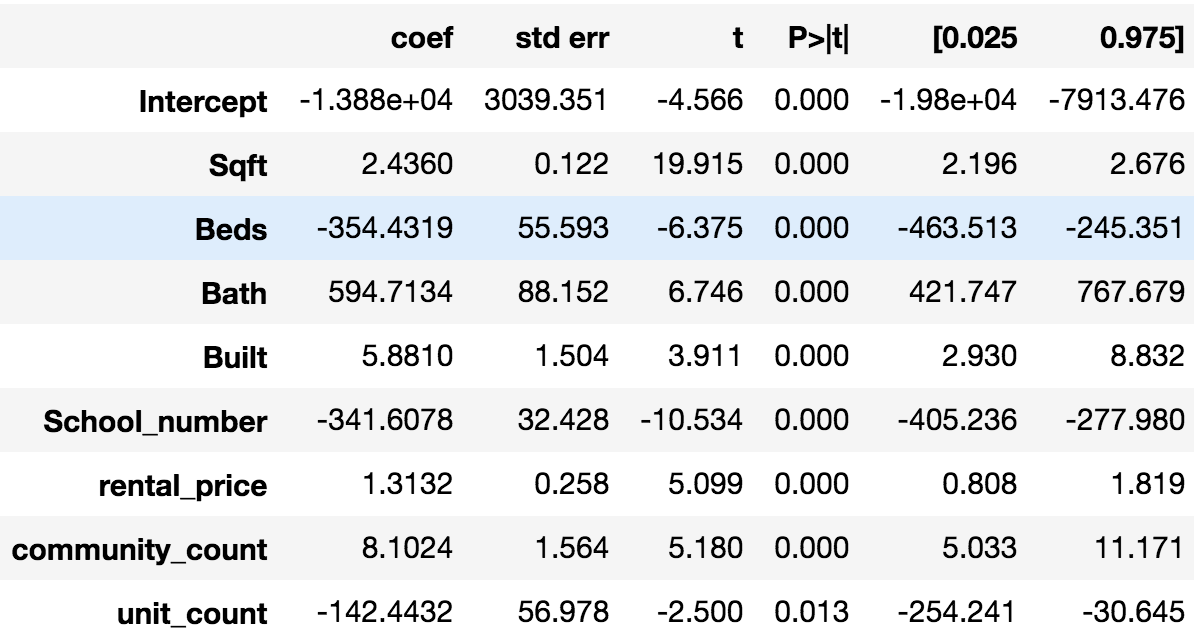 coef std err t P>|t| [0.025 0.975]
Intercept -1.388e+04 3039.351 -4.566 0.000 -1.98e+04 -7913.476
Sqft 2.4360 0.122 19.915 0.000 2.196 2.676
Beds -354.4319 55.593 -6.375 0.000 -463.513 -245.351
Bath 594.7134 88.152 6.746 0.000 421.747 767.679
Built 5.8810 1.504 3.911 0.000 2.930 8.832
School_number -341.6078 32.428 -10.534 0.000 -405.236 -277.980
rental_price 1.3132 0.258 5.099 0.000 0.808 1.819
community_count 8.1024 1.564 5.180 0.000 5.033 11.171
unit_count -142.4432 56.978 -2.500 0.013 -254.241 -30.645